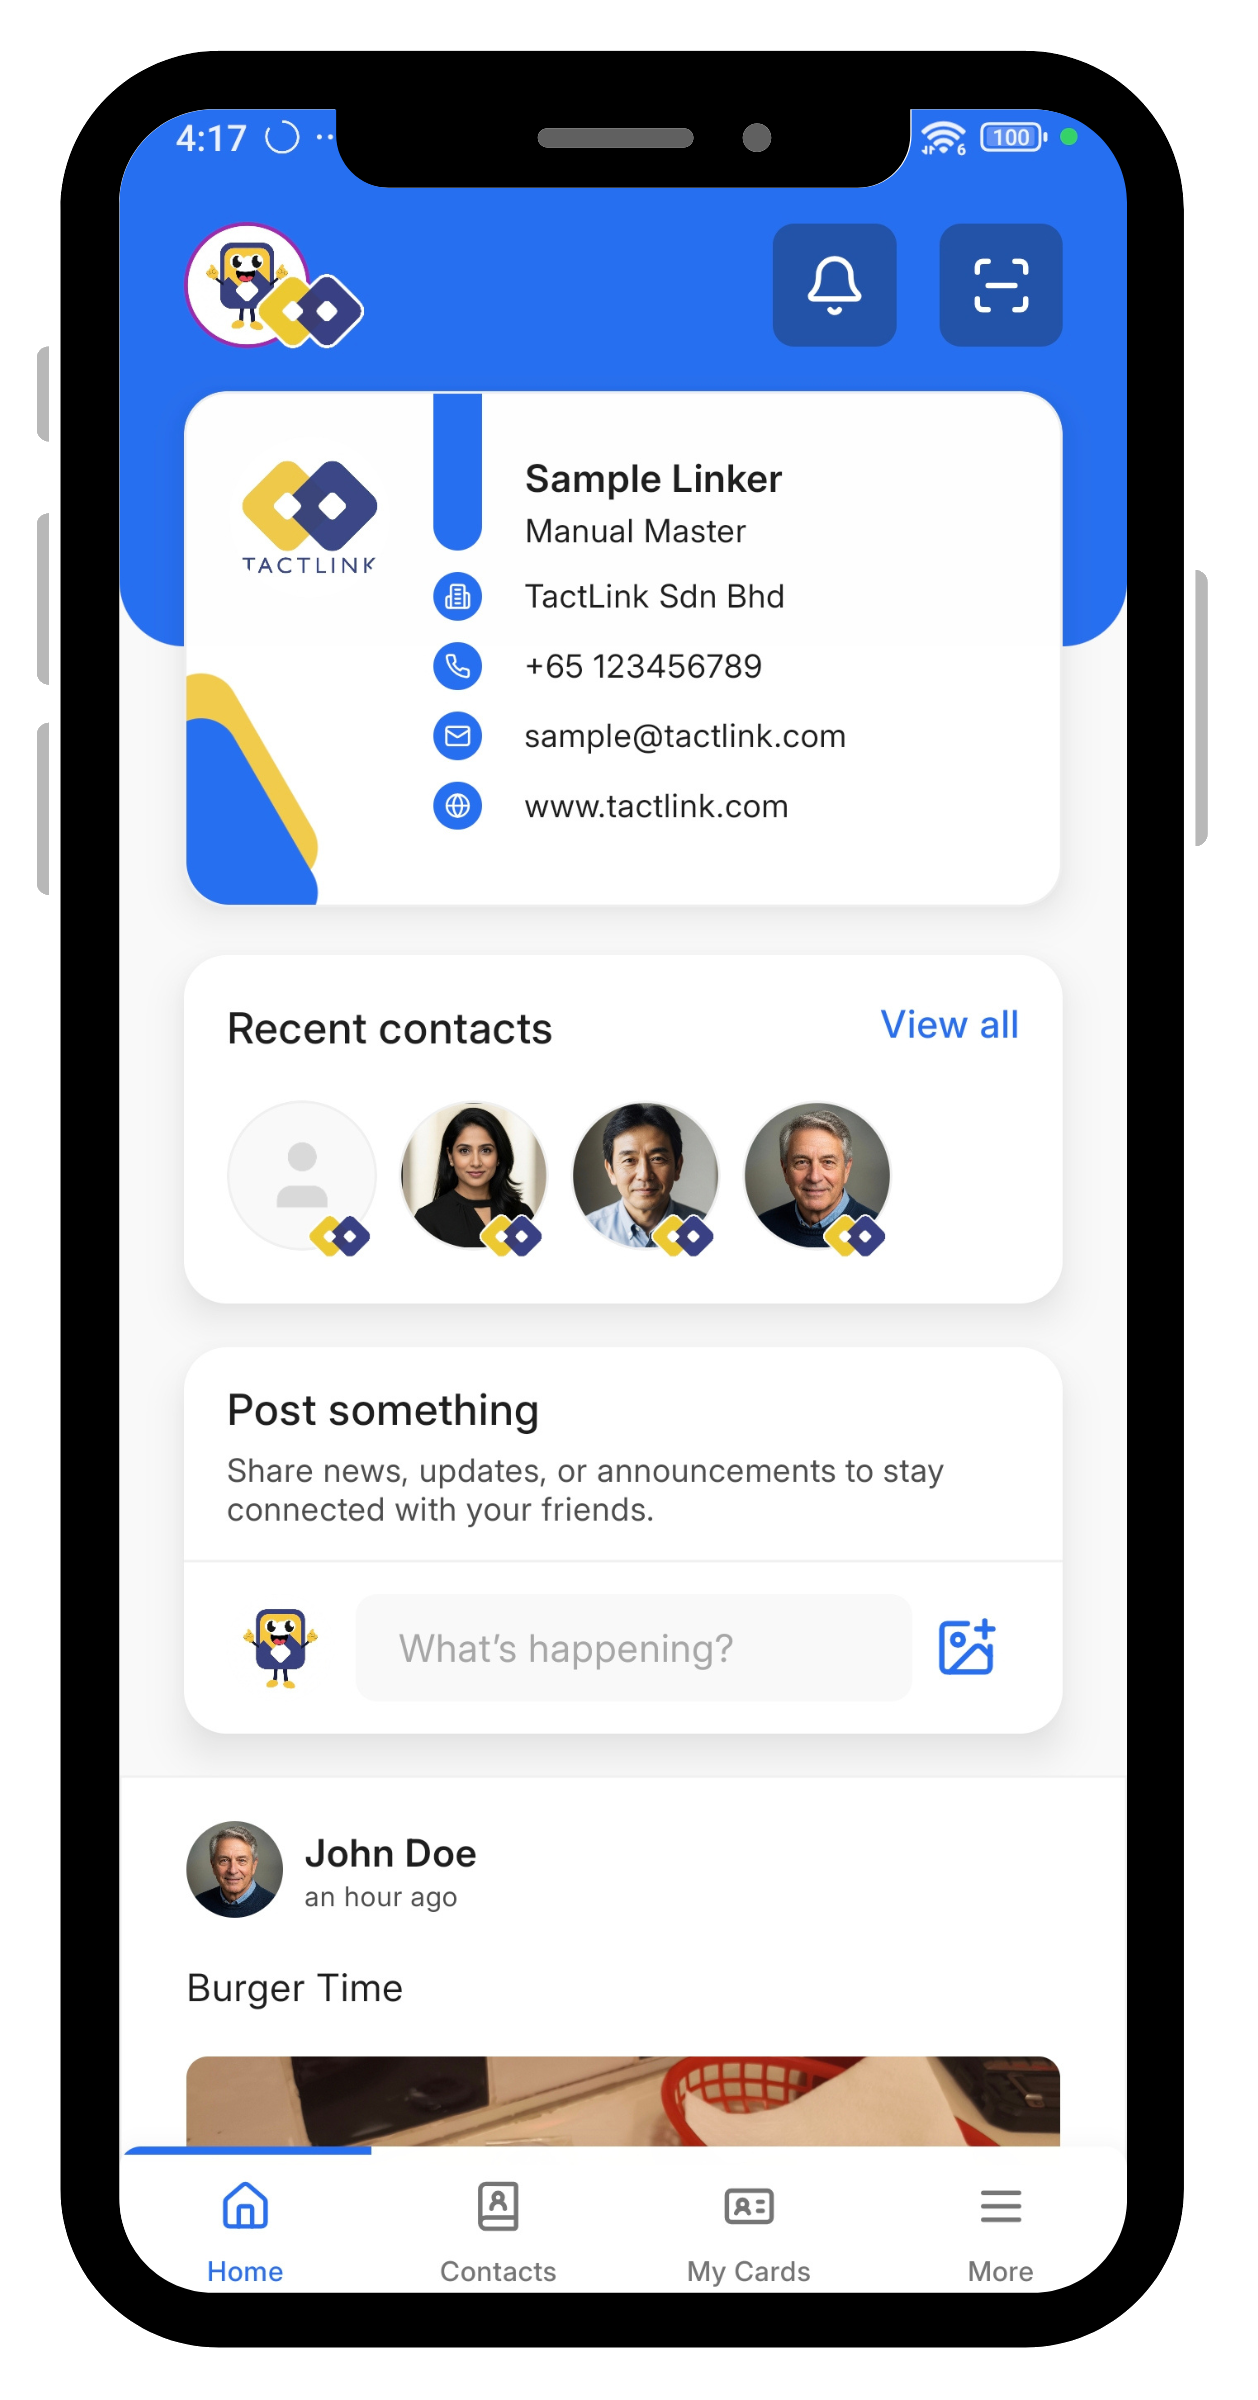 4:17
6
100
Sample Linker
Manual Master
TACTLINK
TactLink Sdn Bhd
+65 123456789
sample@tactlink.com
www.tactlink.com
Recent contacts
View all
Post something
Share news, updates, or announcements to stay
connected with your friends.
What's happening?
John Doe
an hour ago
Burger Time
Home
Contacts
My Cards
More